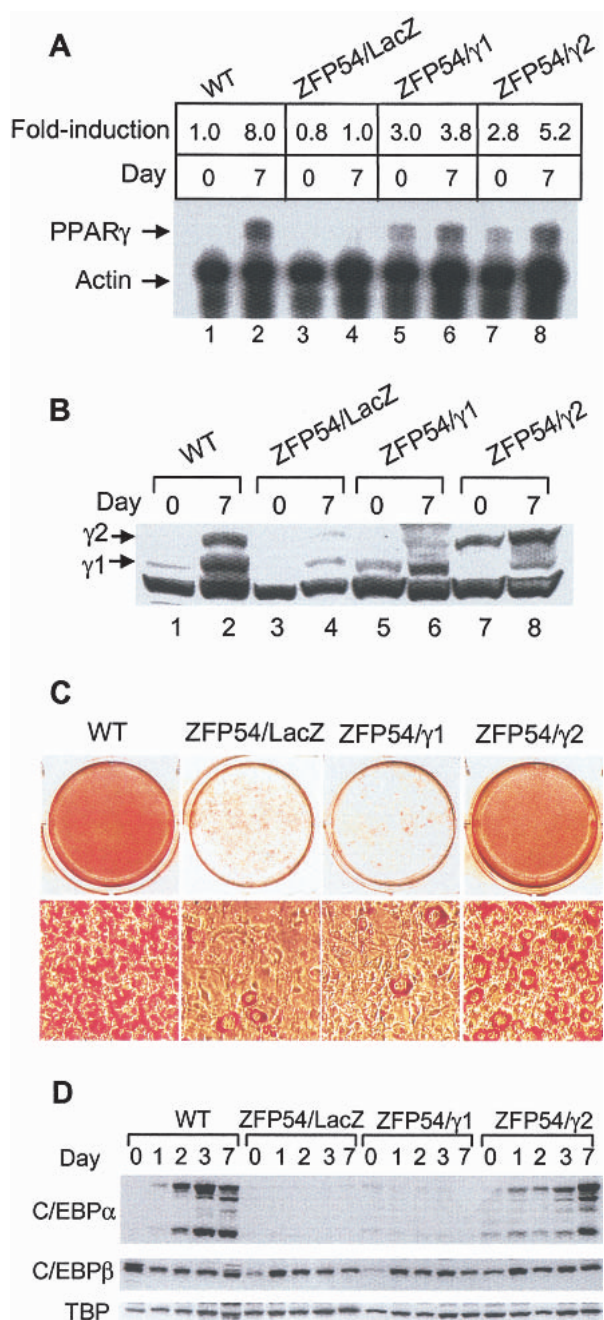 A
WT ZFP54/LacZ ZFP54/γ1 ZFP54/γ2
Fold-induction 1.0 8.0 0.8 1.0 3.0 3.8 2.8 5.2
Day 0 7 0 7 0 7 0 7
PPARγ
Actin
1 2 3 4 5 6 7 8
B
WT ZFP54/LacZ ZFP54/γ1 ZFP54/γ2
Day 0 7 0 7 0 7 0 7
γ2
γ1
1 2 3 4 5 6 7 8
C
WT ZFP54/LacZ ZFP54/γ1 ZFP54/γ2
D
WT ZFP54/LacZ ZFP54/γ1 ZFP54/γ2
Day 0 1 2 3 7 0 1 2 3 7 0 1 2 3 7 0 1 2 3 7
C/EBPα
C/EBPβ
TBP